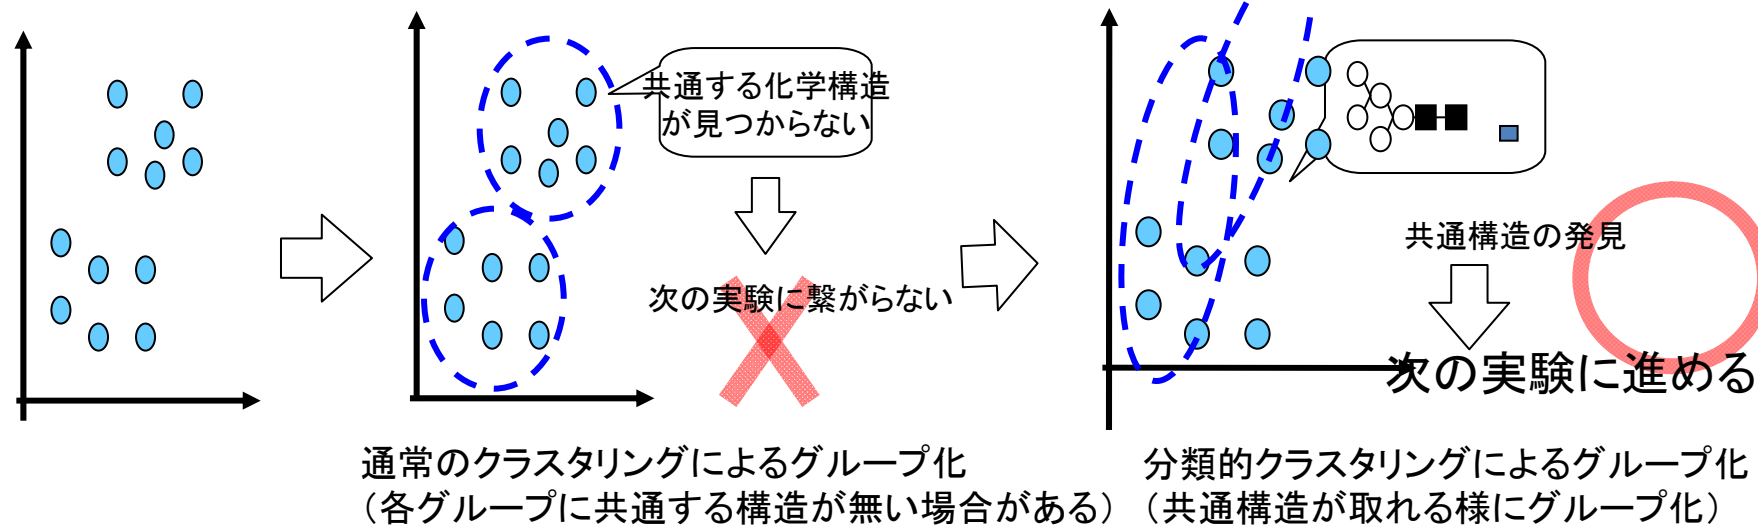 共通する化学構造
が見つからない
次の実験に繋がらない
共通構造の発見
次の実験に進める
通常のクラスタリングによるグループ化
（各グループに共通する構造が無い場合がある）
分類的クラスタリングによるグループ化
（共通構造が取れる様にグループ化）